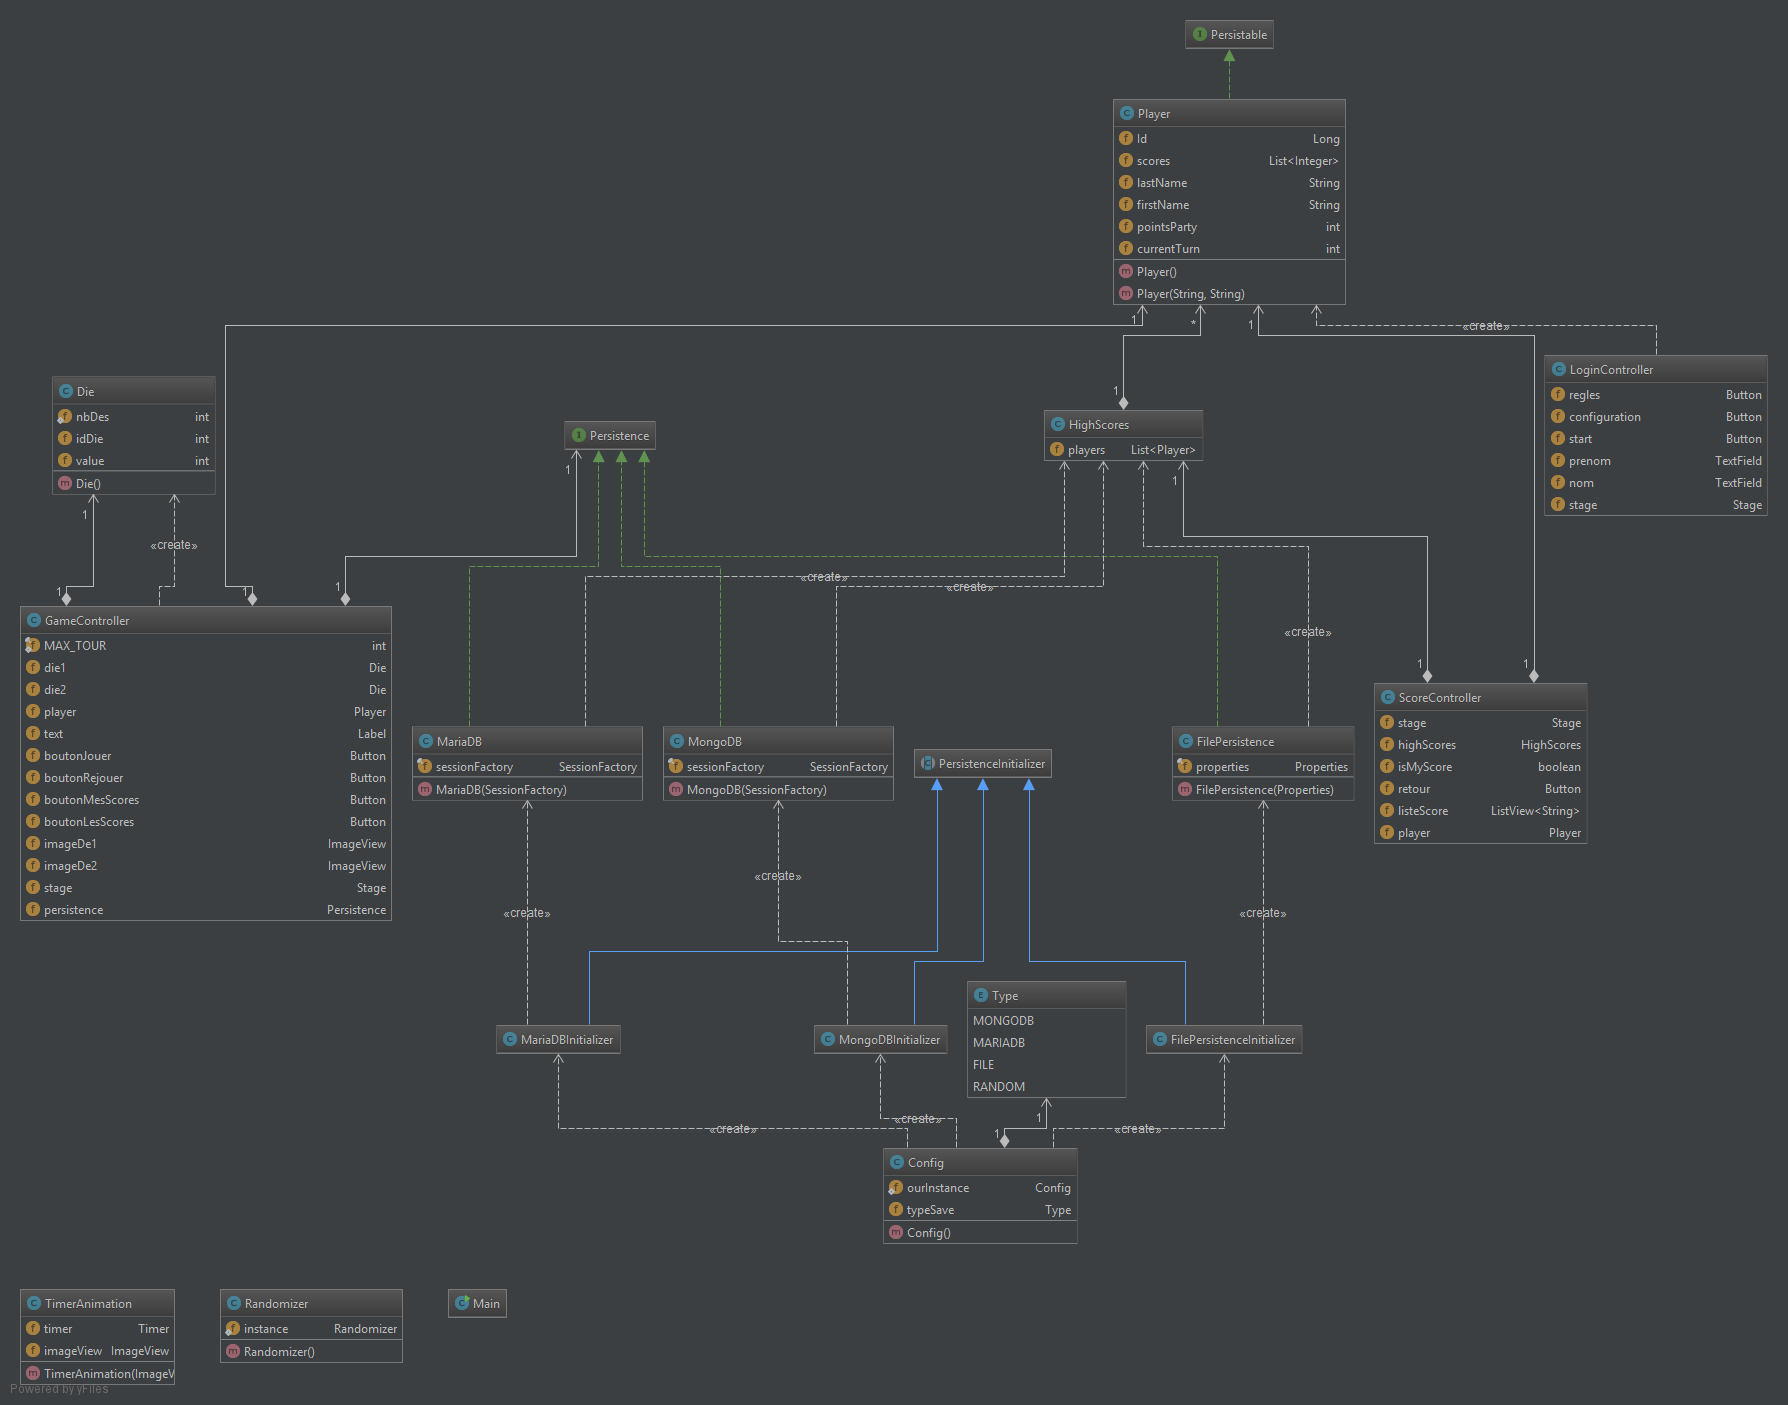 Persistable
Player
Id Long
scores List<Integer>
lastName String
firstName String
pointsParty int
currentTurn int
Player()
Player(String, String)
1
*
1
«create»
LoginController
regles Button
configuration Button
start Button
prenom TextField
nom TextField
stage Stage
Die
nbDes int
idDie int
value int
Die()
1
«create»
1
1
1
Persistence
1
1
HighScores
players List<Player>
1
«create»
«create»
«create»
1
1
GameController
MAX_TOUR int
die1 Die
die2 Die
player Player
text Label
boutonJouer Button
boutonRejouer Button
boutonMesScores Button
boutonLesScores Button
imageDe1 ImageView
imageDe2 ImageView
stage Stage
persistence Persistence
MariaDB
sessionFactory SessionFactory
MariaDB(SessionFactory)
MongoDB
sessionFactory SessionFactory
MongoDB(SessionFactory)
PersistenceInitializer
FilePersistence
properties Properties
FilePersistence(Properties)
ScoreController
stage Stage
highScores HighScores
isMyScore boolean
retour Button
listeScore ListView<String>
player Player
«create»
«create»
«create»
MariaDBInitializer
MongoDBInitializer
Type
MONGODB
MARIADB
FILE
RANDOM
FilePersistenceInitializer
«create»
«create»
1
1
«create»
Config
ourInstance Config
typeSave Type
Config()
TimerAnimation
timer Timer
imageView ImageView
TimerAnimation(ImageV
Randomizer
instance Randomizer
Randomizer()
Main
Powered by yFiles